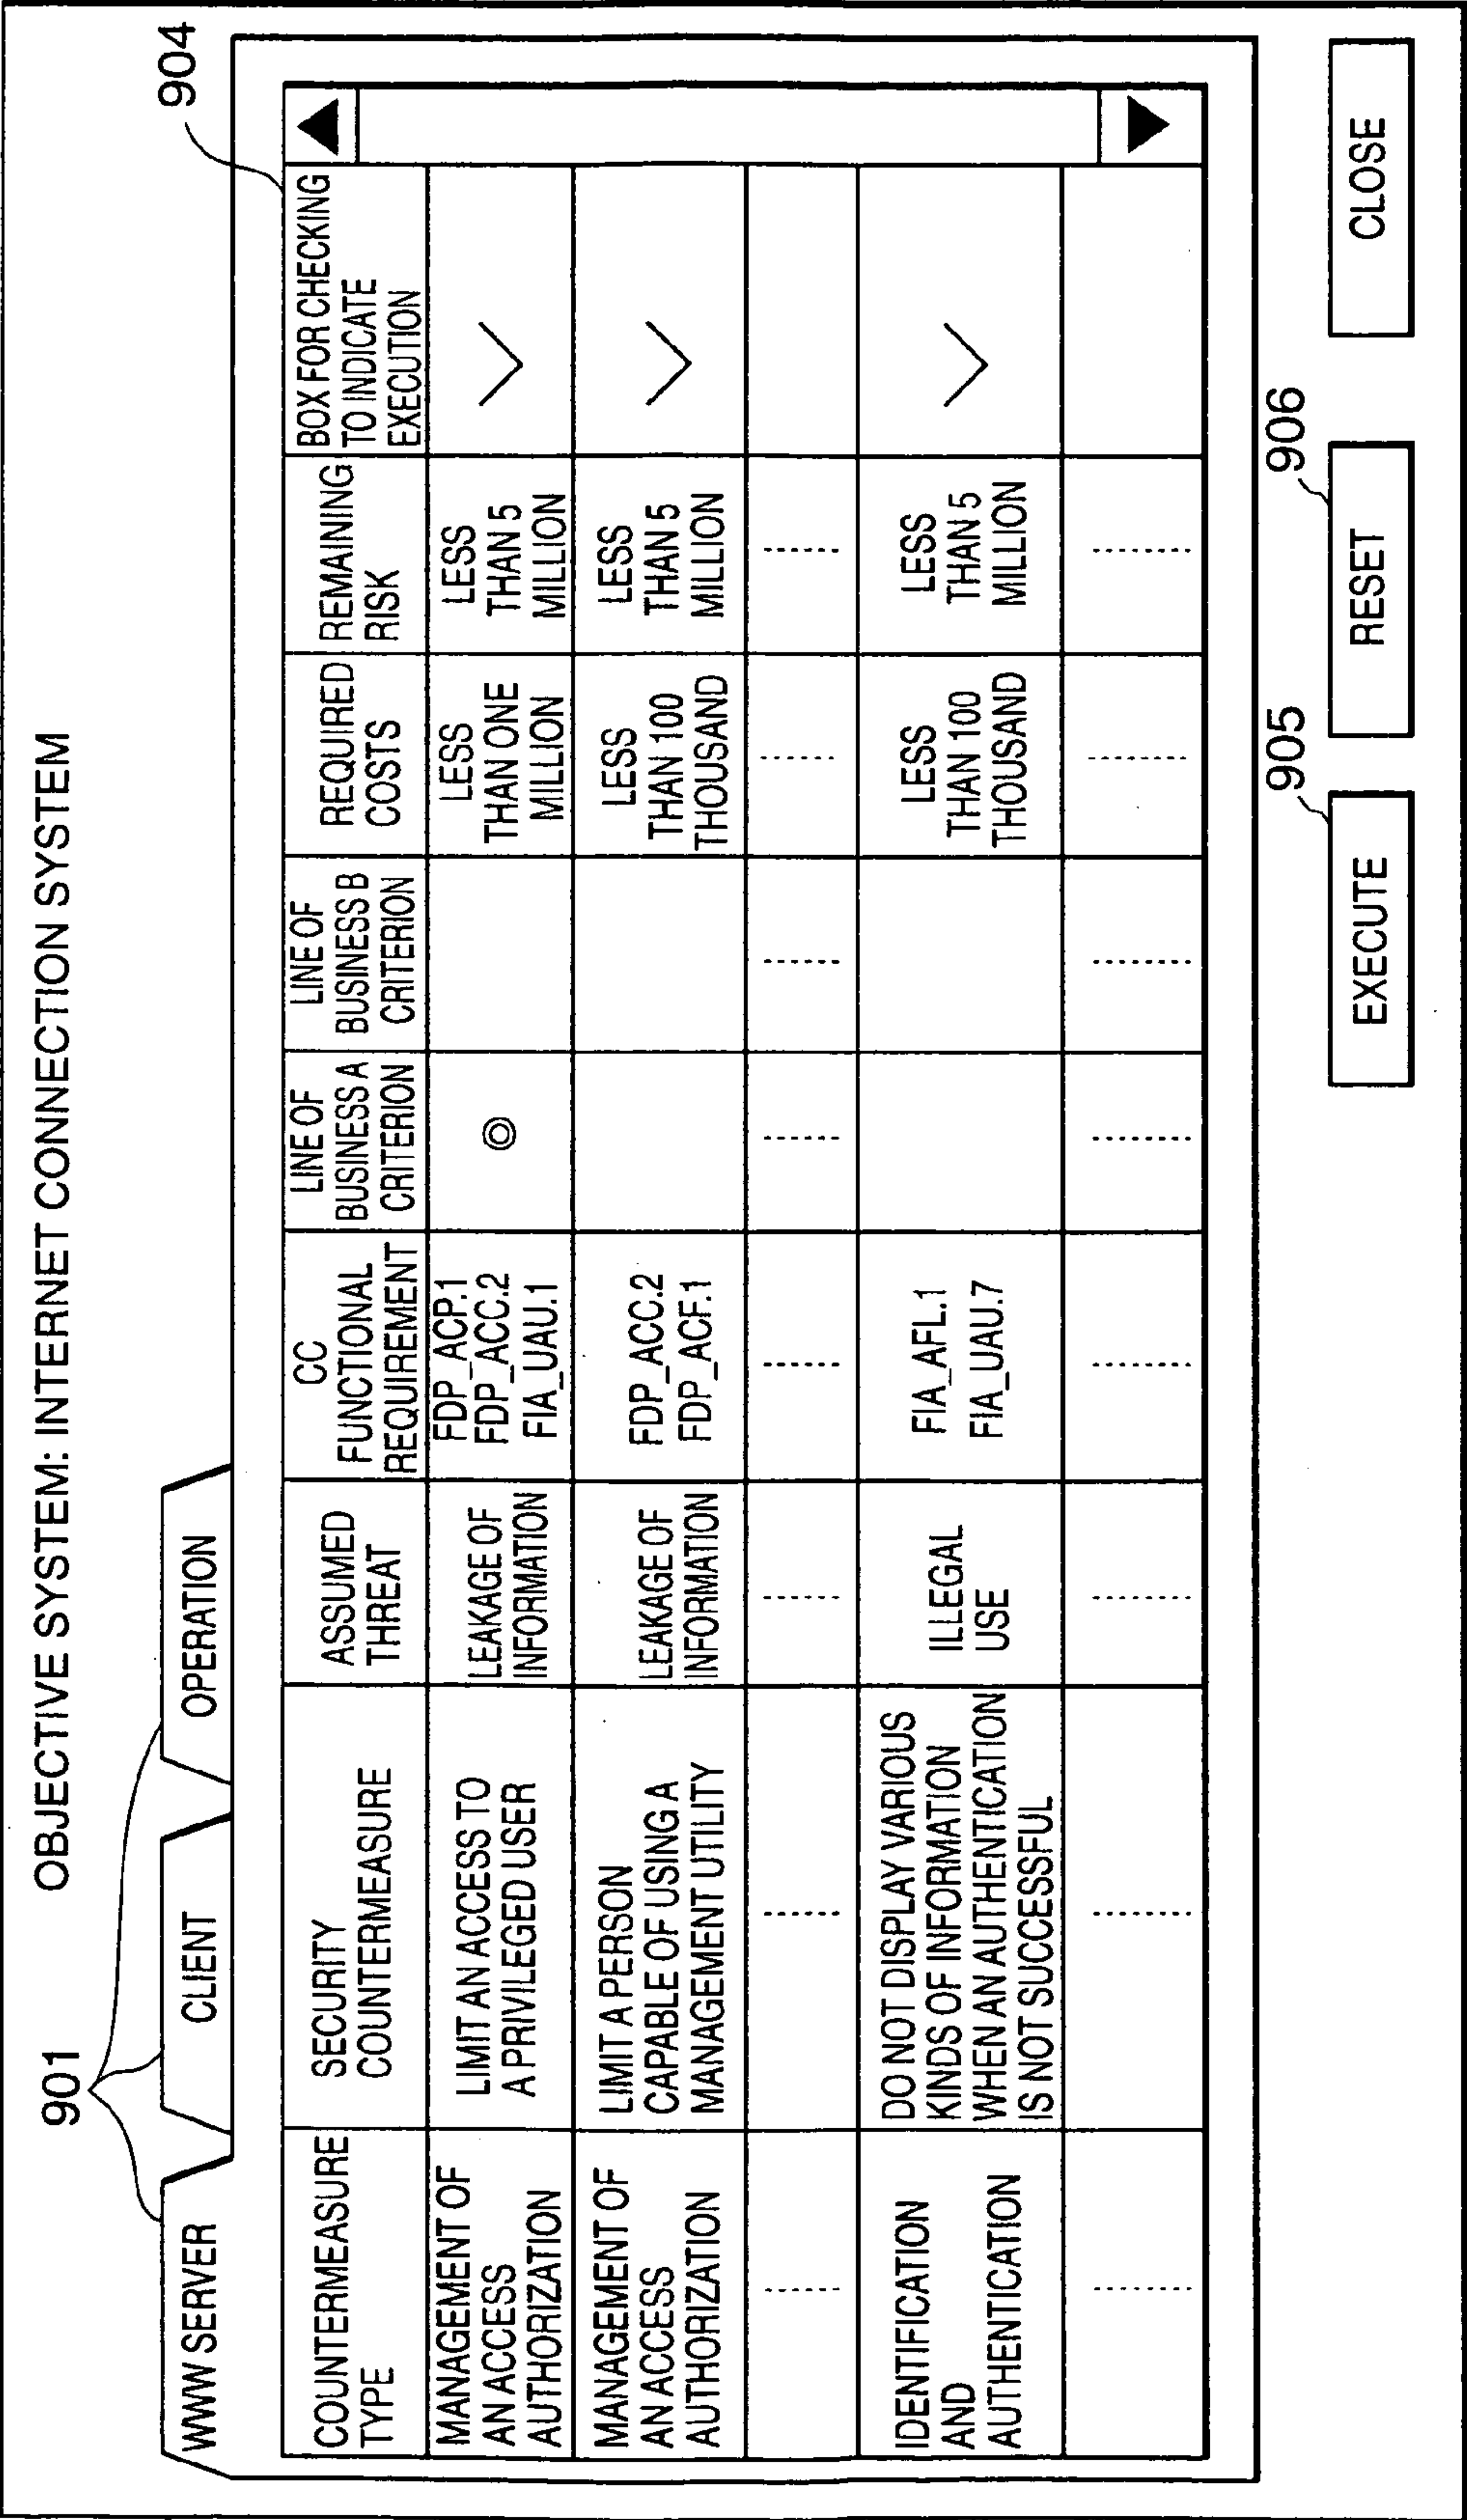 OBJECTIVE SYSTEM: INTERNET CONNECTION SYSTEM
901
904
WWW SERVER
CLIENT
OPERATION
COUNTERMEASURE
TYPE
SECURITY
COUNTERMEASURE
ASSUMED
THREAT
CC
FUNCTIONAL
REQUIREMENT
LINE OF
BUSINESS A
CRITERION
LINE OF
BUSINESS B
CRITERION
REQUIRED
COSTS
REMAINING
RISK
BOX FOR CHECKING
TO INDICATE
EXECUTION
MANAGEMENT OF
AN ACCESS
AUTHORIZATION
LIMIT AN ACCESS TO
A PRIVILEGED USER
LEAKAGE OF
INFORMATION
FDP_ACP.1
FDP_ACC.2
FIA_UAU.1
◎
LESS
THAN ONE
MILLION
LESS
THAN 5
MILLION
MANAGEMENT OF
AN ACCESS
AUTHORIZATION
LIMIT A PERSON
CAPABLE OF USING A
MANAGEMENT UTILITY
LEAKAGE OF
INFORMATION
FDP_ACC.2
FDP_ACF.1
LESS
THAN 100
THOUSAND
LESS
THAN 5
MILLION
IDENTIFICATION
AND
AUTHENTICATION
DO NOT DISPLAY VARIOUS
KINDS OF INFORMATION
WHEN AN AUTHENTICATION
IS NOT SUCCESSFUL
ILLEGAL
USE
FIA_AFL.1
FIA_UAU.7
LESS
THAN 100
THOUSAND
LESS
THAN 5
MILLION
905
906
EXECUTE
RESET
CLOSE